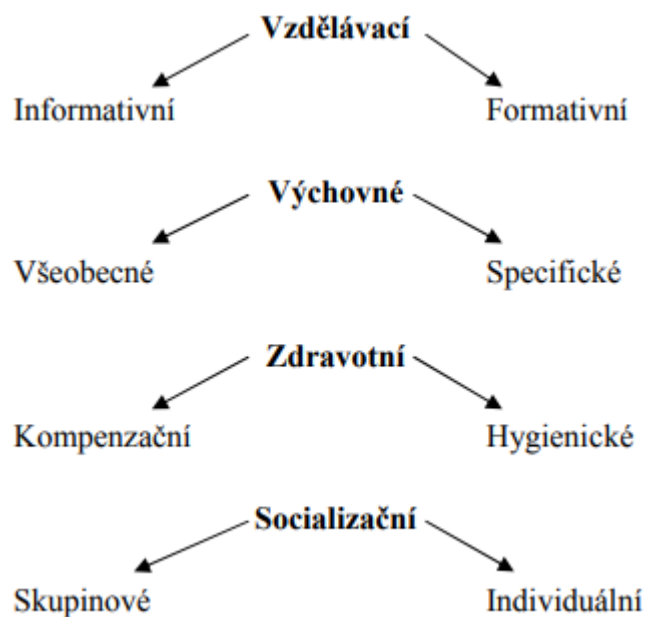 Vzdělávací
Informativní Formativní
Výchovné
Všeobecné Specifické
Zdravotní
Kompenzační Hygienické
Socializační
Skupinové Individuální